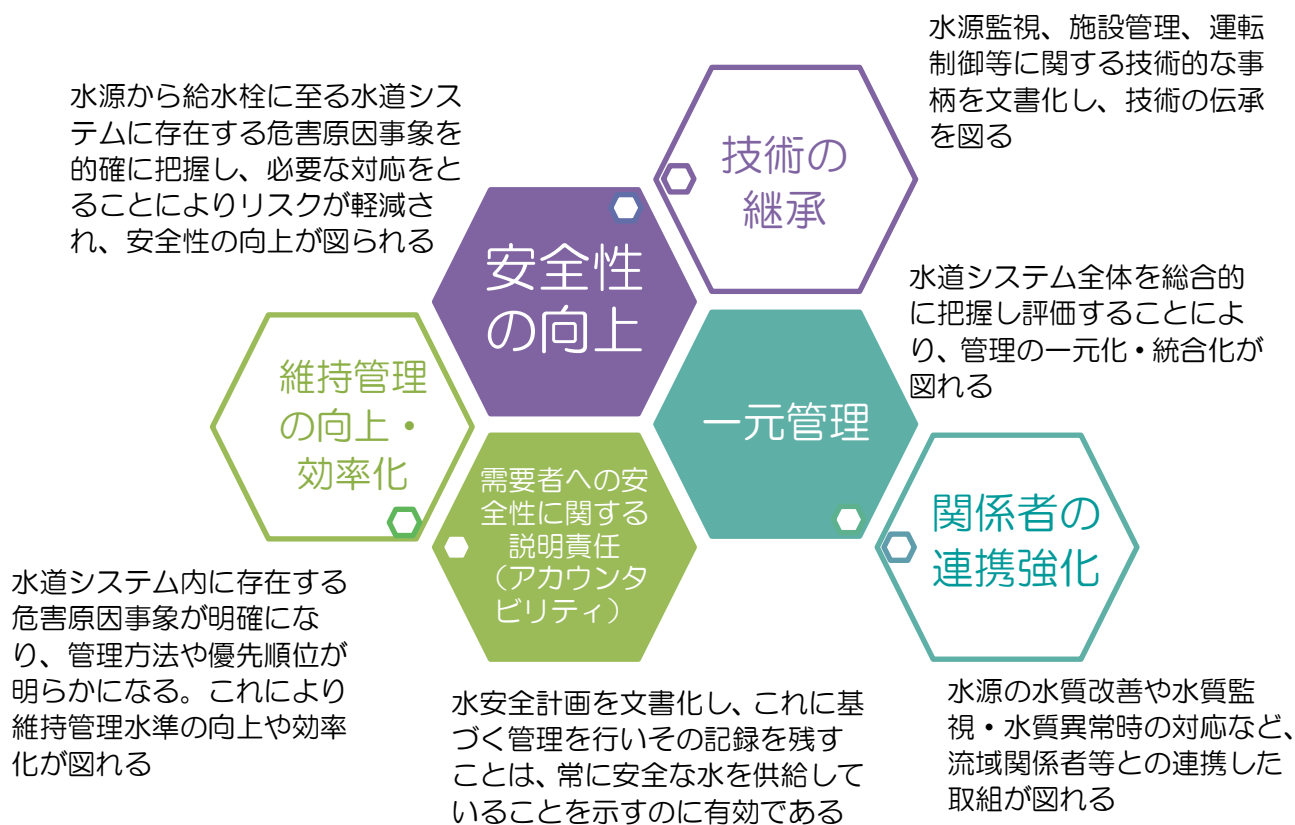 水源監視、施設管理、運転
制御等に関する技術的な事
柄を文書化し、技術の伝承
を図る
技術の
継承
水源から給水栓に至る水道シス
テムに存在する危害原因事象を
的確に把握し、必要な対応をと
ることによりリスクが軽減さ
れ、安全性の向上が図られる
安全性
の向上
水道システム全体を総合的
に把握し評価することによ
り、管理の一元化・統合化が
図れる
一元管理
維持管理
の向上・
効率化
需要者への安
全性に関する
説明責任
(アカウンタ
ビリティ)
関係者の
連携強化
水道システム内に存在する
危害原因事象が明確にな
り、管理方法や優先順位が
明らかになる。これにより
維持管理水準の向上や効率
化が図れる
水安全計画を文書化し、これに基
づく管理を行いその記録を残す
ことは、常に安全な水を供給して
いることを示すのに有効である
水源の水質改善や水質監
視・水質異常時の対応など、
流域関係者等との連携した
取組が図れる